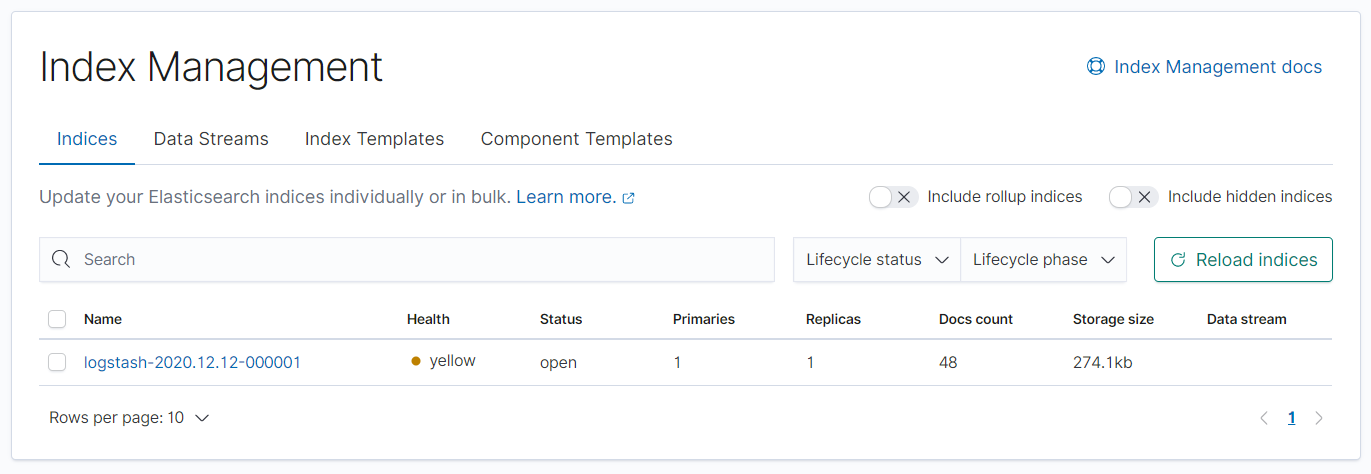 Index Management
Index Management docs
Indices Data Streams Index Templates Component Templates
Update your Elasticsearch indices individually or in bulk. Learn more. Include rollup indices Include hidden indices
Search Lifecycle status Lifecycle phase Reload indices
Name Health Status Primaries Replicas Docs count Storage size Data stream
logstash-2020.12.12-000001 yellow open 1 1 48 274.1kb
Rows per page: 10 1